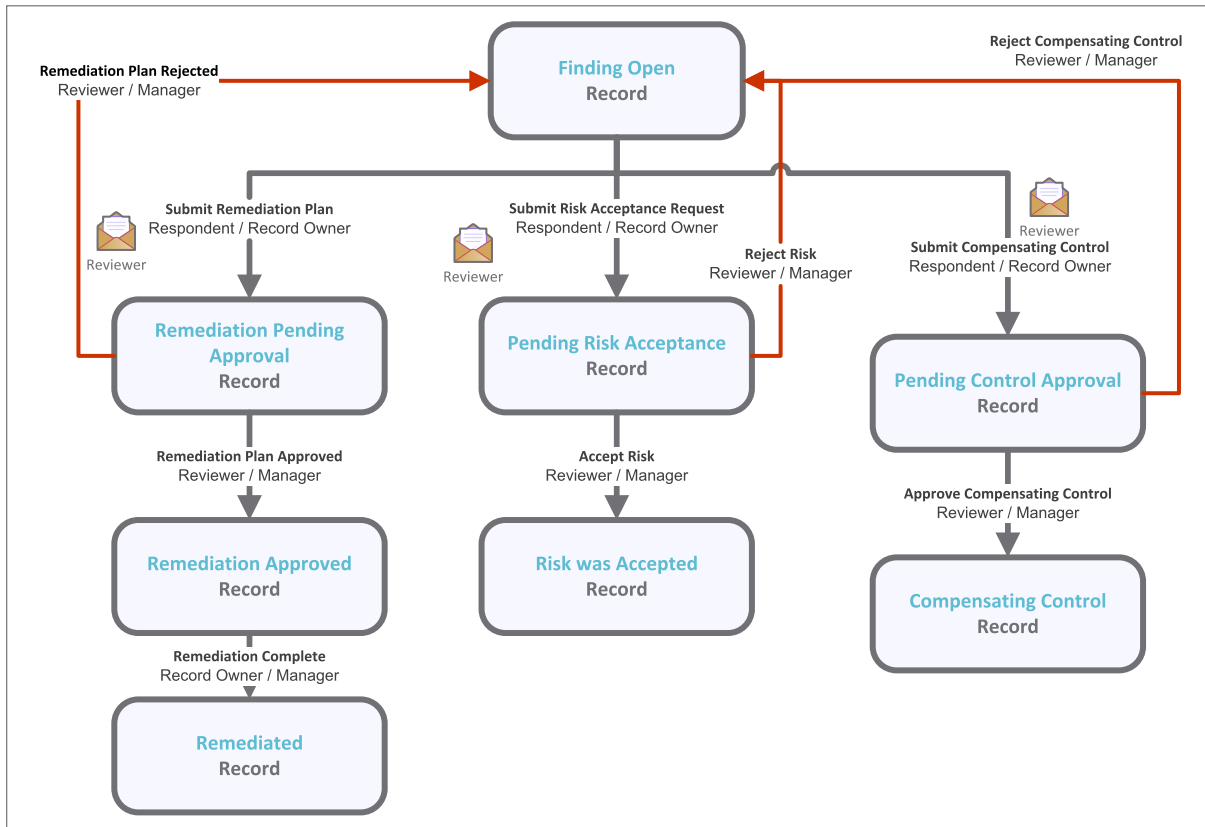 Finding Open
Record
Remediation Plan Rejected
Reviewer / Manager
Reject Compensating Control
Reviewer / Manager
Submit Remediation Plan
Respondent / Record Owner
Reviewer
Submit Risk Acceptance Request
Respondent / Record Owner
Reviewer
Reject Risk
Reviewer / Manager
Reviewer
Submit Compensating Control
Respondent / Record Owner
Remediation Pending
Approval
Record
Pending Risk Acceptance
Record
Pending Control Approval
Record
Remediation Plan Approved
Reviewer / Manager
Accept Risk
Reviewer / Manager
Approve Compensating Control
Reviewer / Manager
Remediation Approved
Record
Risk was Accepted
Record
Compensating Control
Record
Remediation Complete
Record Owner / Manager
Remediated
Record